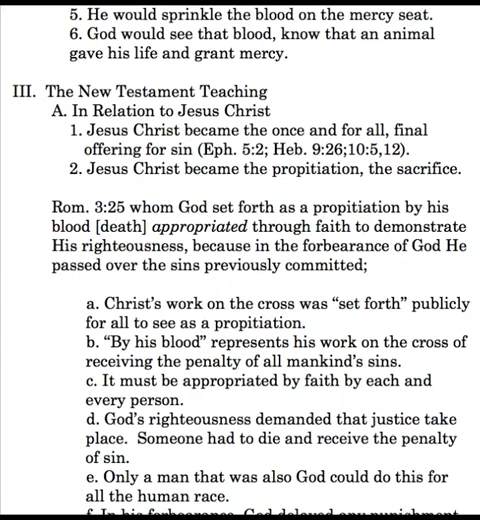 5. He would sprinkle the blood on the mercy seat.
6. God would see that blood, know that an animal
gave his life and grant mercy.
III. The New Testament Teaching
A. In Relation to Jesus Christ
1. Jesus Christ became the once and for all, final
offering for sin (Eph. 5:2; Heb. 9:26;10:5,12).
2. Jesus Christ became the propitiation, the sacrifice.
Rom. 3:25 whom God set forth as a propitiation by his
blood [death] appropriated through faith to demonstrate
His righteousness, because in the forbearance of God He
passed over the sins previously committed;
a. Christ's work on the cross was “set forth” publicly
for all to see as a propitiation.
b. “By his blood” represents his work on the cross of
receiving the penalty of all mankind's sins.
c. It must be appropriated by faith by each and
every person.
d. God's righteousness demanded that justice take
place.  Someone had to die and receive the penalty
of sin.
e. Only a man that was also God could do this for
all the human race.
f. In his forbearance, God delayed any punishment